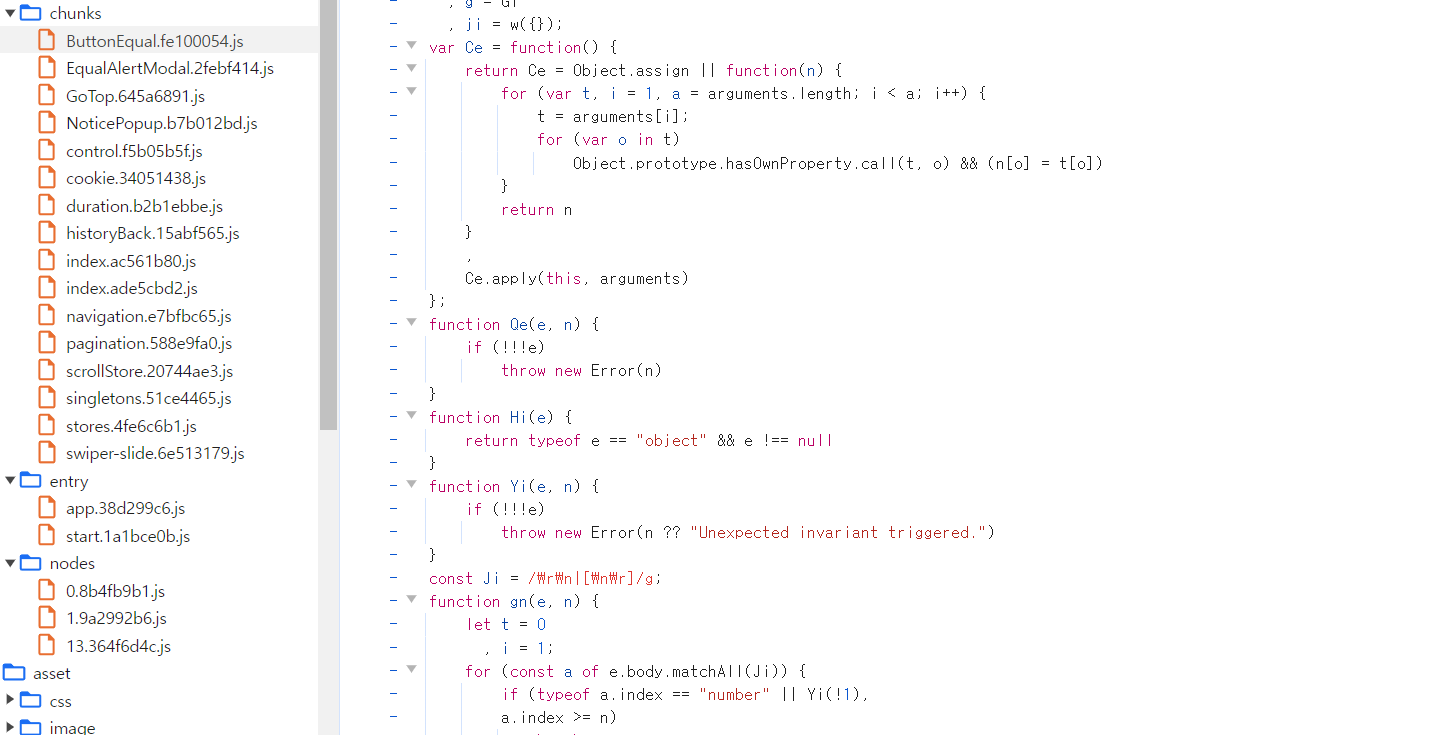 chunks
ButtonEqual.fe100054.js
EqualAlertModal.2febf414.js
GoTop.645a6891.js
NoticePopup.b7b012bd.js
control.f5b05b5f.js
cookie.34051438.js
duration.b2b1ebbe.js
historyBack.15abf565.js
index.ac561b80.js
index.ade5cbd2.js
navigation.e7bfbc65.js
pagination.588e9fa0.js
scrollStore.20744ae3.js
singletons.51ce4465.js
stores.4fe6c6b1.js
swiper-slide.6e513179.js
entry
app.38d299c6.js
start.1a1bce0b.js
nodes
0.8b4fb9b1.js
1.9a2992b6.js
13.364f6d4c.js
asset
css
image
, g = Gi
- , ji = w({});
- var Ce = function() {
- return Ce = Object.assign || function(n) {
- for (var t, i = 1, a = arguments.length; i < a; i++) {
- t = arguments[i];
- for (var o in t)
- Object.prototype.hasOwnProperty.call(t, o) && (n[o] = t[o])
- }
- return n
- }
- ,
- Ce.apply(this, arguments)
- };
- function Qe(e, n) {
- if (!!!e)
- throw new Error(n)
- }
- function Hi(e) {
- return typeof e == "object" && e !== null
- }
- function Yi(e, n) {
- if (!!!e)
- throw new Error(n ?? "Unexpected invariant triggered.")
- }
- const Ji = /₩r₩n|[₩n₩r]/g;
- function gn(e, n) {
- let t = 0
- , i = 1;
- for (const a of e.body.matchAll(Ji)) {
- if (typeof a.index == "number" || Yi(!1),
- a.index >= n)